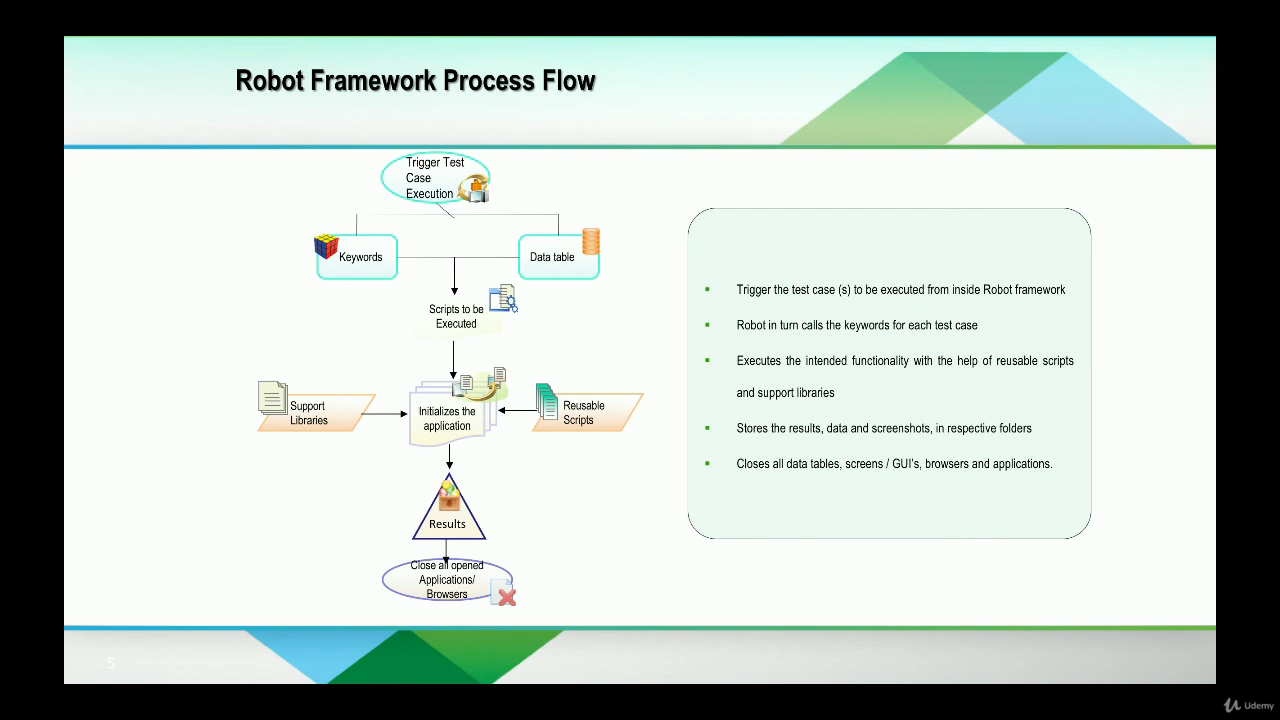 Robot Framework Process Flow
Trigger Test
Case
Execution
Keywords
Data table
Scripts to be
Executed
Support
Libraries
Initializes the
application
Reusable
Scripts
Results
Close all opened
Applications/
Browsers
Trigger the test case (s) to be executed from inside Robot framework
Robot in turn calls the keywords for each test case
Executes the intended functionality with the help of reusable scripts
and support libraries
Stores the results, data and screenshots, in respective folders
Closes all data tables, screens / GUI's, browsers and applications.
5
Udemy